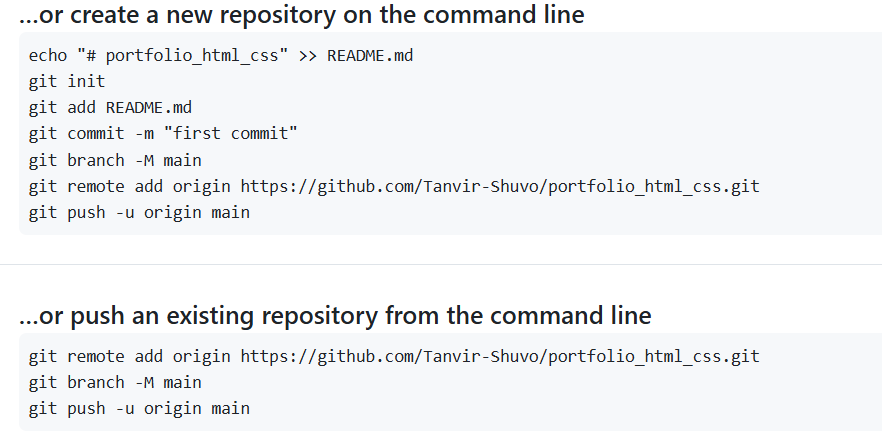 ...or create a new repository on the command line
echo "# portfolio_html_css" >> README.md
git init
git add README.md
git commit -m "first commit"
git branch -M main
git remote add origin https://github.com/Tanvir-Shuvo/portfolio_html_css.git
git push -u origin main
...or push an existing repository from the command line
git remote add origin https://github.com/Tanvir-Shuvo/portfolio_html_css.git
git branch -M main
git push -u origin main